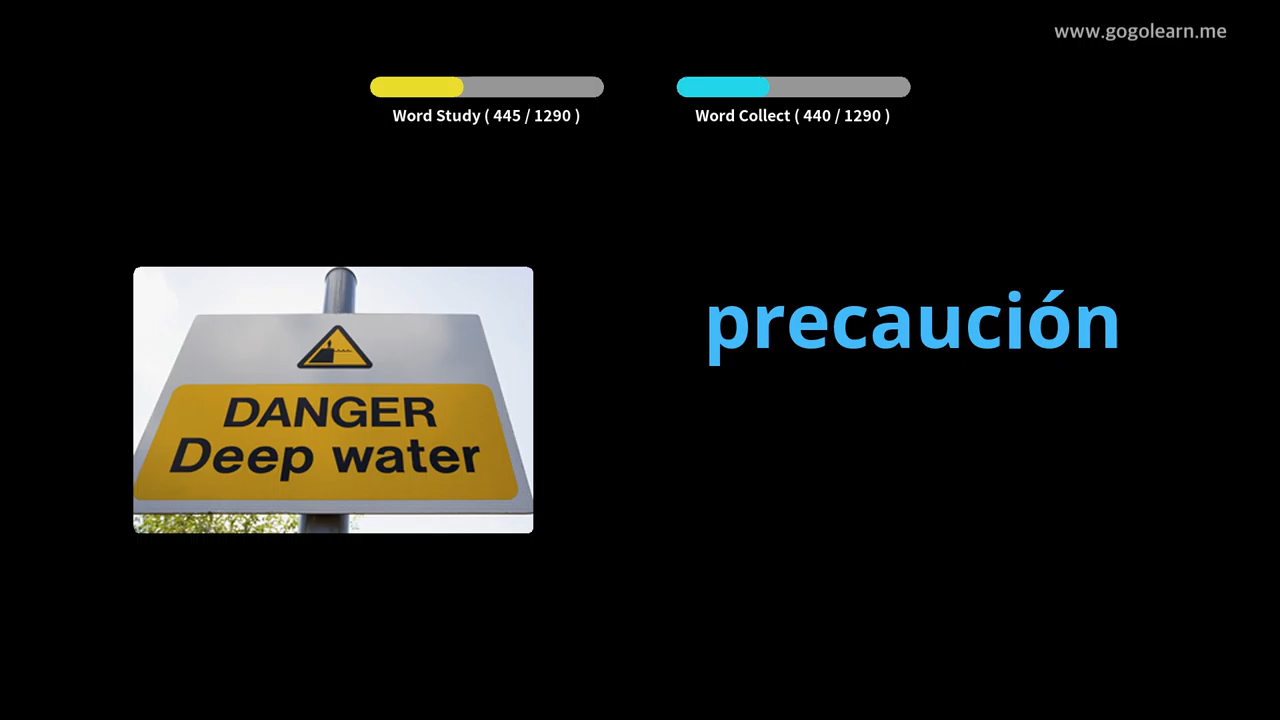 www.gogolearn.me
Word Study ( 445 / 1290 )
Word Collect ( 440 / 1290 )
precaución
DANGER
Deep water